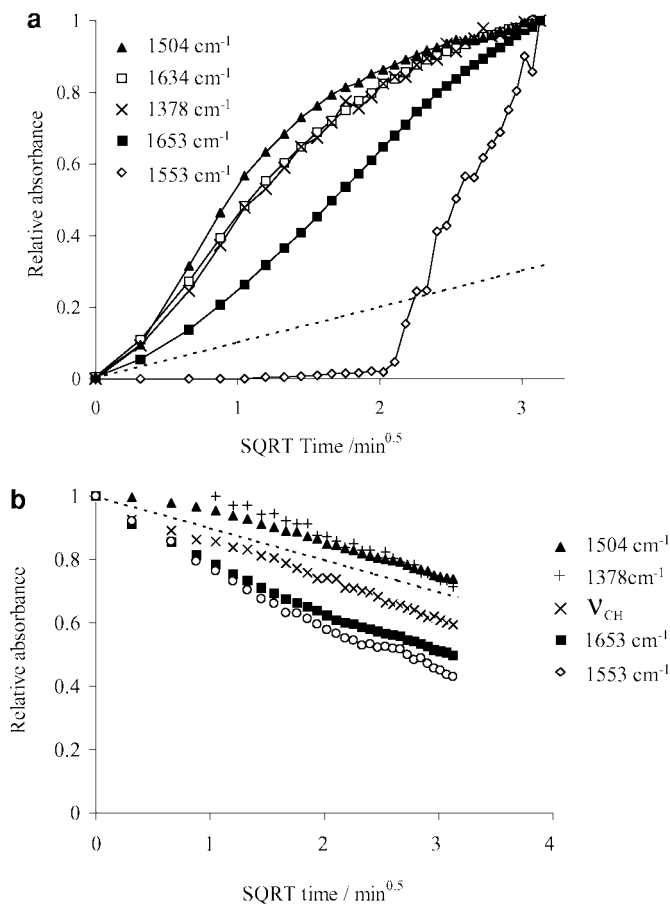 a
1
0.8
0.6
0.4
0.2
0
Relative absorbance
1504 cm⁻¹
1634 cm⁻¹
1378 cm⁻¹
1653 cm⁻¹
1553 cm⁻¹
0 1 2 3
SQRT Time /min⁰·⁵
b
1
0.8
0.6
0.4
0.2
0
Relative absorbance
1504 cm⁻¹
1378cm⁻¹
νCH
1653 cm⁻¹
1553 cm⁻¹
0 1 2 3 4
SQRT time / min⁰·⁵